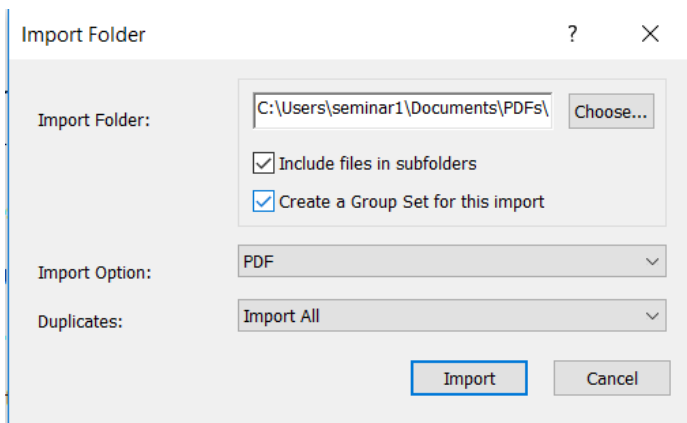 Import Folder ?
Import Folder: C:\Users\seminar1\Documents\PDFs\ Choose...
Include files in subfolders
Create a Group Set for this import
Import Option: PDF
Duplicates: Import All
Import Cancel